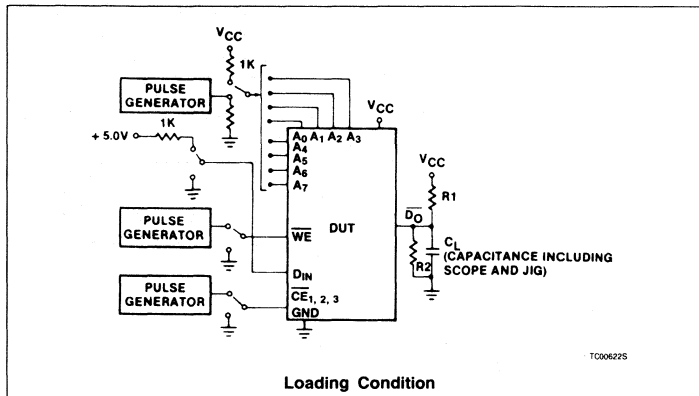 VCC
1K
PULSE
GENERATOR
1K
+ 5.0V
VCC
A0 A1 A2 A3
A4
A5
A6
A7
VCC
R1
DO
DUT
CL
(CAPACITANCE INCLUDING
SCOPE AND JIG)
R2
PULSE
GENERATOR
WE
DIN
PULSE
GENERATOR
CE1, 2, 3
GND
TC00622S
Loading Condition